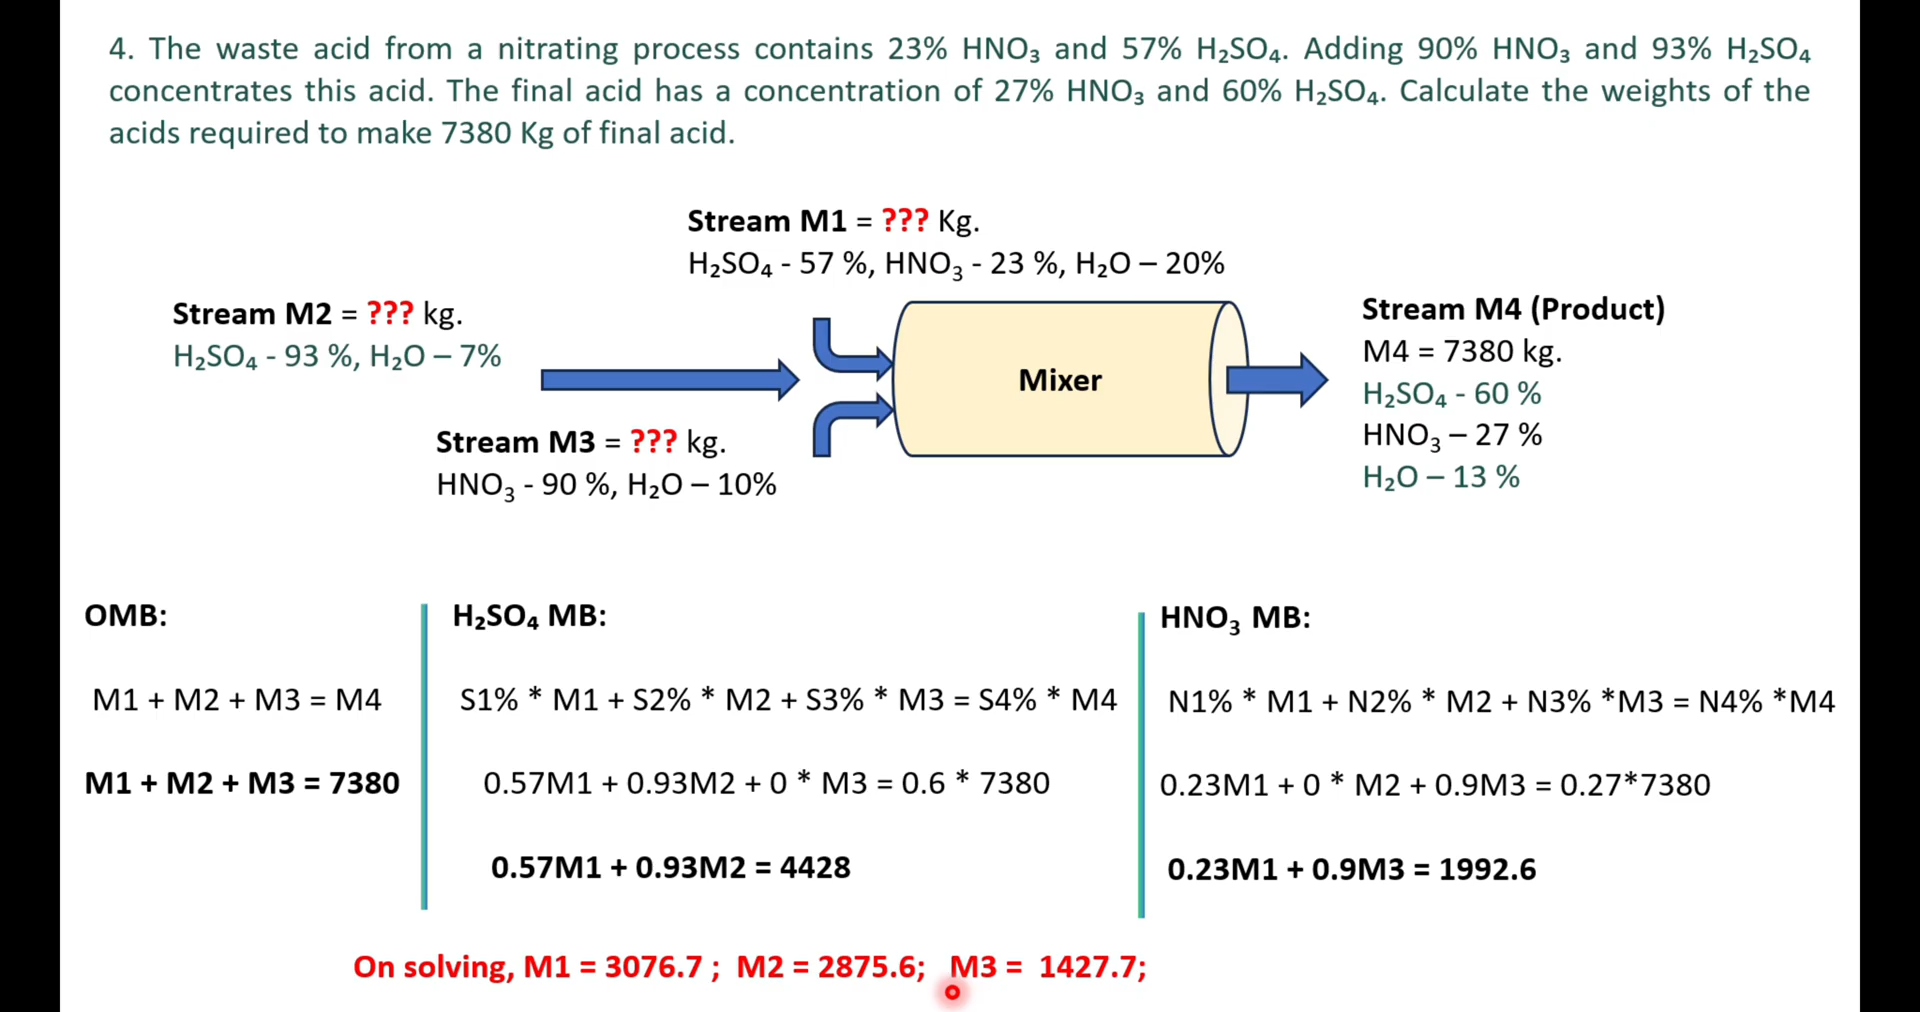 4. The waste acid from a nitrating process contains 23% HNO₃ and 57% H₂SO₄. Adding 90% HNO₃ and 93% H₂SO₄
concentrates this acid. The final acid has a concentration of 27% HNO₃ and 60% H₂SO₄. Calculate the weights of the
acids required to make 7380 Kg of final acid.
Stream M1 = ??? Kg.
H₂SO₄ - 57 %, HNO₃ - 23 %, H₂O – 20%
Stream M2 = ??? kg.
H₂SO₄ - 93 %, H₂O – 7%
Stream M3 = ??? kg.
HNO₃ - 90 %, H₂O – 10%
Mixer
Stream M4 (Product)
M4 = 7380 kg.
H₂SO₄ - 60 %
HNO₃ – 27 %
H₂O – 13 %
OMB:
M1 + M2 + M3 = M4
M1 + M2 + M3 = 7380
H₂SO₄ MB:
S1% * M1 + S2% * M2 + S3% * M3 = S4% * M4
0.57M1 + 0.93M2 + 0 * M3 = 0.6 * 7380
0.57M1 + 0.93M2 = 4428
HNO₃ MB:
N1% * M1 + N2% * M2 + N3% *M3 = N4% *M4
0.23M1 + 0 * M2 + 0.9M3 = 0.27*7380
0.23M1 + 0.9M3 = 1992.6
On solving, M1 = 3076.7 ; M2 = 2875.6; M3 = 1427.7;